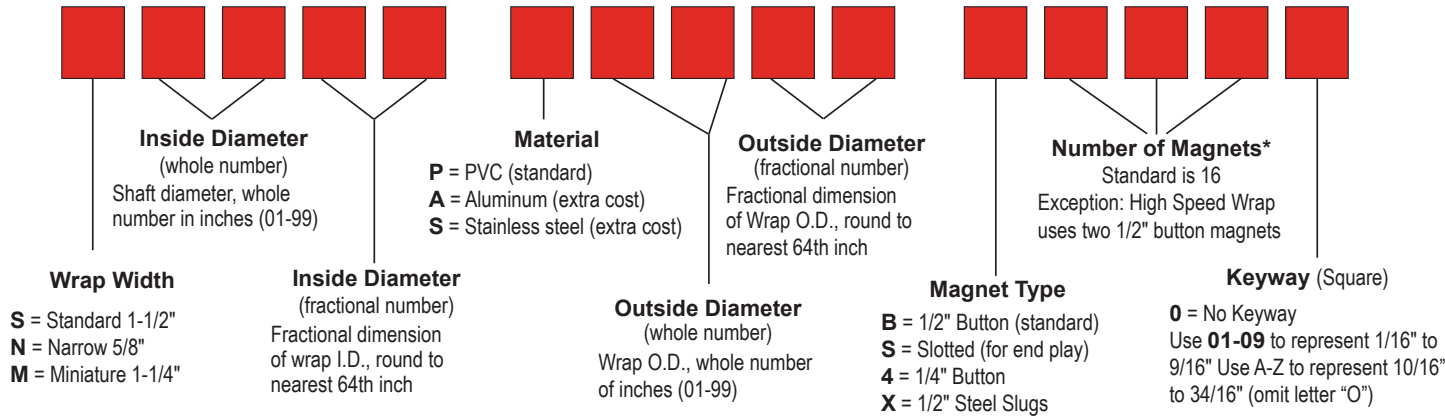 Inside Diameter
(whole number)
Shaft diameter, whole
number in inches (01-99)
Material
P = PVC (standard)
A = Aluminum (extra cost)
S = Stainless steel (extra cost)
Outside Diameter
(fractional number)
Fractional dimension
of Wrap O.D., round to
nearest 64th inch
Number of Magnets*
Standard is 16
Exception: High Speed Wrap
uses two 1/2" button magnets
Wrap Width
S = Standard 1-1/2"
N = Narrow 5/8"
M = Miniature 1-1/4"
Inside Diameter
(fractional number)
Fractional dimension
of wrap I.D., round to
nearest 64th inch
Outside Diameter
(whole number)
Wrap O.D., whole number
of inches (01-99)
Magnet Type
B = 1/2" Button (standard)
S = Slotted (for end play)
4 = 1/4" Button
X = 1/2" Steel Slugs
Keyway (Square)
0 = No Keyway
Use 01-09 to represent 1/16" to
9/16" Use A-Z to represent 10/16”
to 34/16" (omit letter “O”)